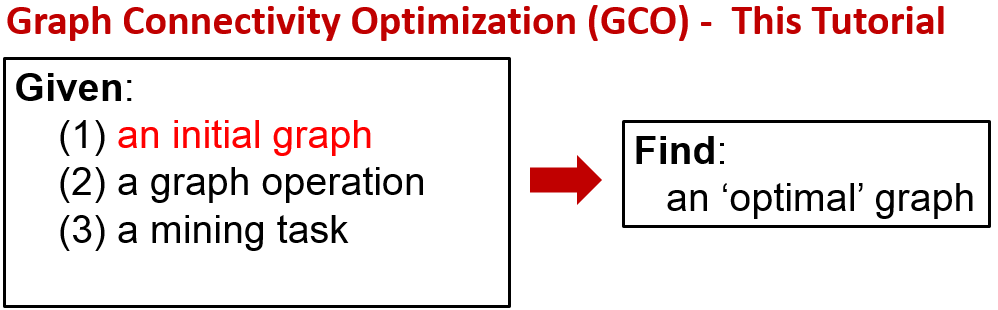 Graph Connectivity Optimization (GCO) - This Tutorial
Given:
(1) an initial graph
(2) a graph operation
(3) a mining task
Find:
an ‘optimal’ graph